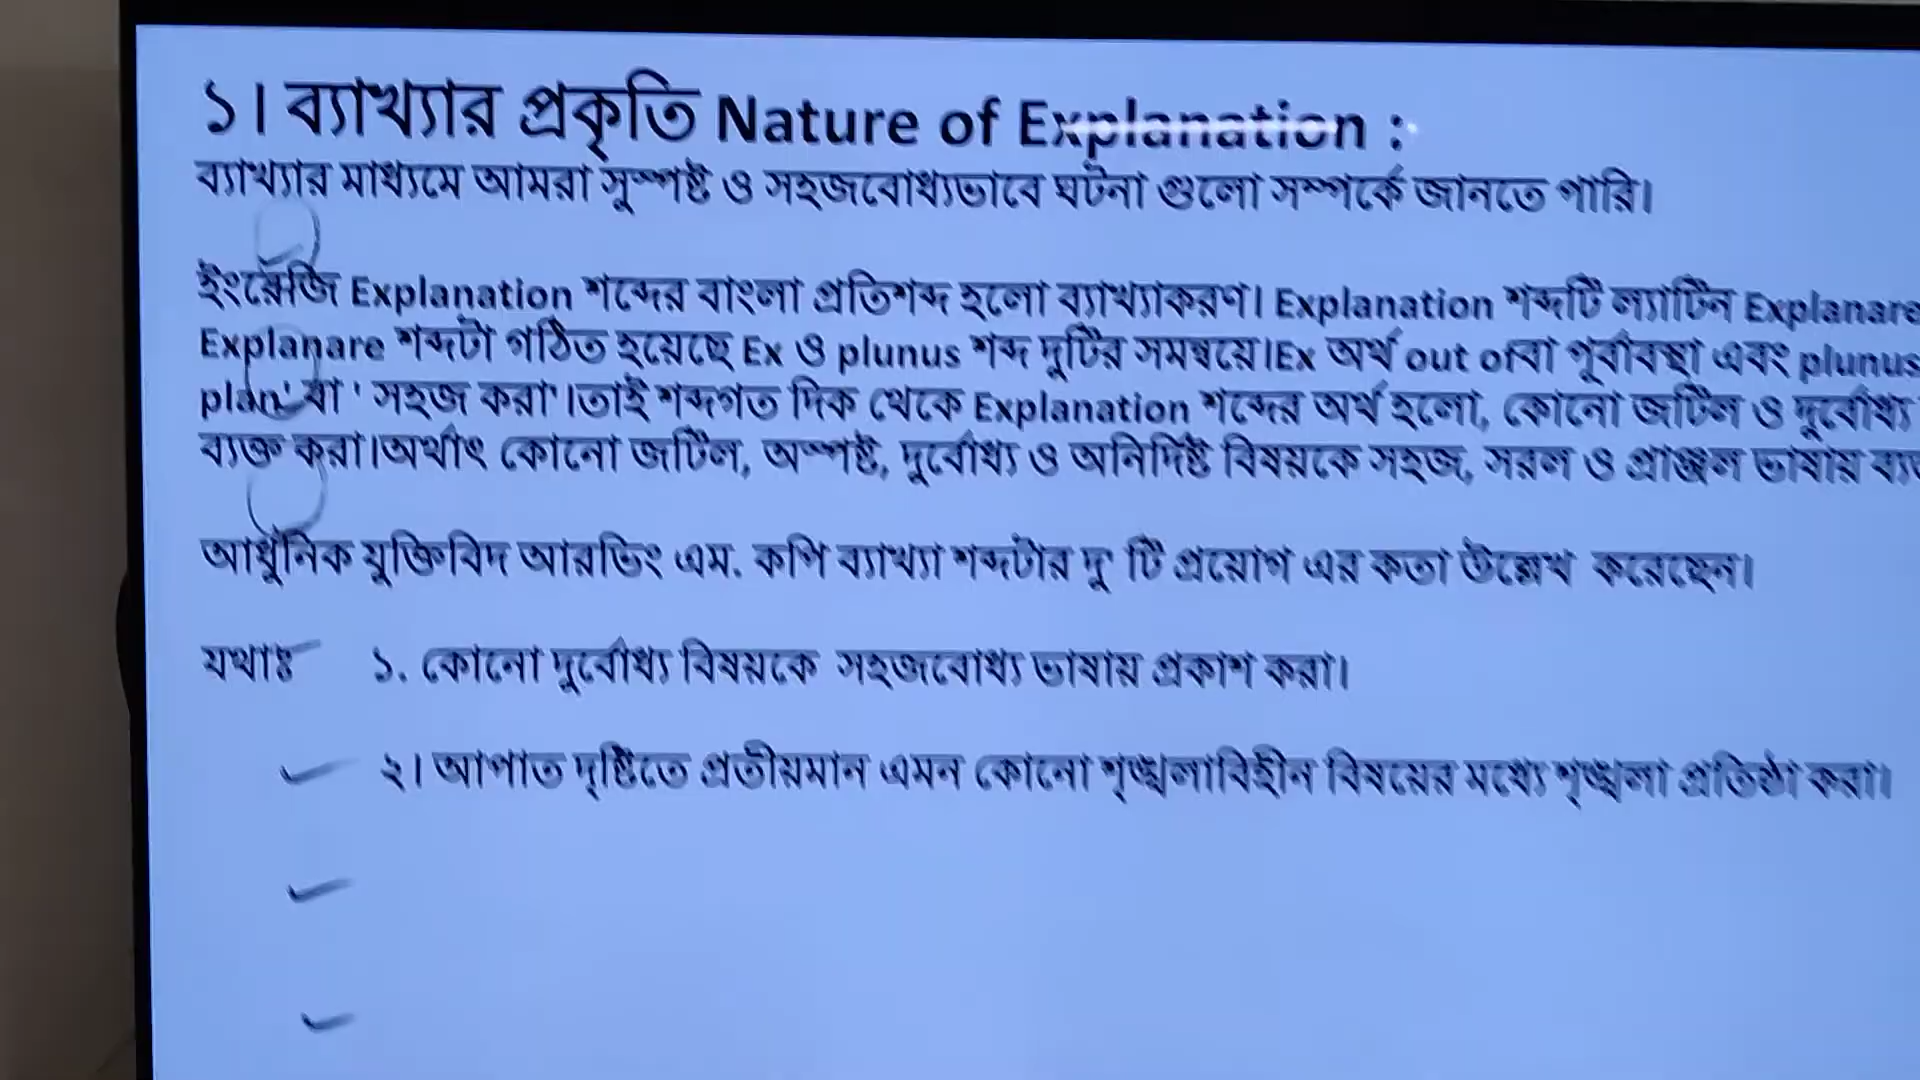 ১। ব্যাখ্যার প্রকৃতি Nature of Explanation :
ব্যাখ্যার মাধ্যমে আমরা সুস্পষ্ট ও সহজবোধ্যভাবে ঘটনা গুলো সম্পর্কে জানতে পারি।
ইংরেজি Explanation শব্দের বাংলা প্রতিশব্দ হলো ব্যাখ্যাকরণ। Explanation শব্দটি ল্যাটিন Explanare
Explanare শব্দটা গঠিত হয়েছে Ex ও plunus শব্দ দুটির সমন্বয়ে।Ex অর্থ out ofবা পূর্বাবস্থা এবং plunus
plan' বা ' সহজ করা'।তাই শব্দগত দিক থেকে Explanation শব্দের অর্থ হলো, কোনো জটিল ও দুর্বোধ্য
ব্যক্ত করা।অর্থাৎ কোনো জটিল, অস্পষ্ট, দুর্বোধ্য ও অনির্দিষ্ট বিষয়কে সহজ, সরল ও প্রাঞ্জল ভাষায়
আধুনিক যুক্তিবিদ আরভিং এম. কপি ব্যাখ্যা শব্দটার দু' টি প্রয়োগ এর কতা উল্লেখ করেছেন।
যথাঃ ১. কোনো দুর্বোধ্য বিষয়কে সহজবোধ্য ভাষায় প্রকাশ করা।
২। আপাত দৃষ্টিতে প্রতীয়মান এমন কোনো শৃঙ্খলাবিহীন বিষয়ের মধ্যে শৃঙ্খলা প্রতিষ্ঠা করা।